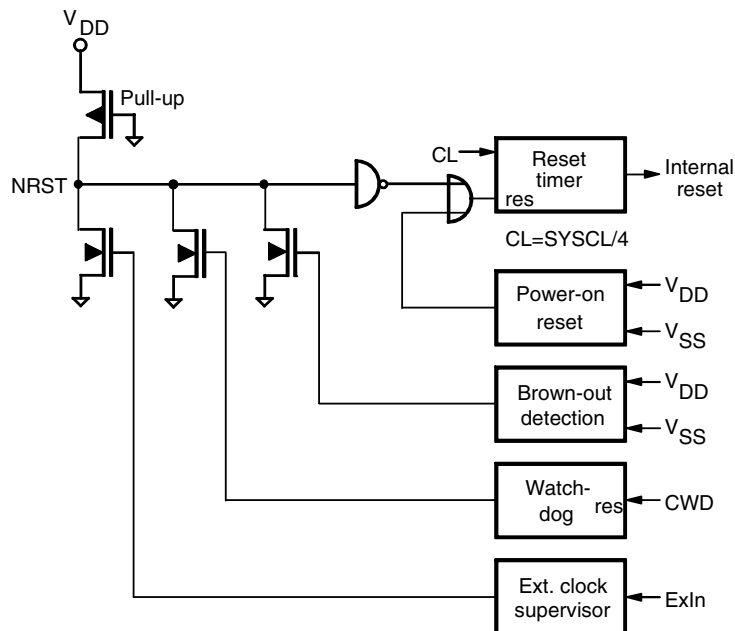 VDD
Pull-up
NRST
CL
Reset
timer
res
Internal
reset
CL=SYSCL/4
Power-on
reset
VDD
VSS
Brown-out
detection
VDD
VSS
Watch-
dog
res
CWD
Ext. clock
supervisor
ExIn